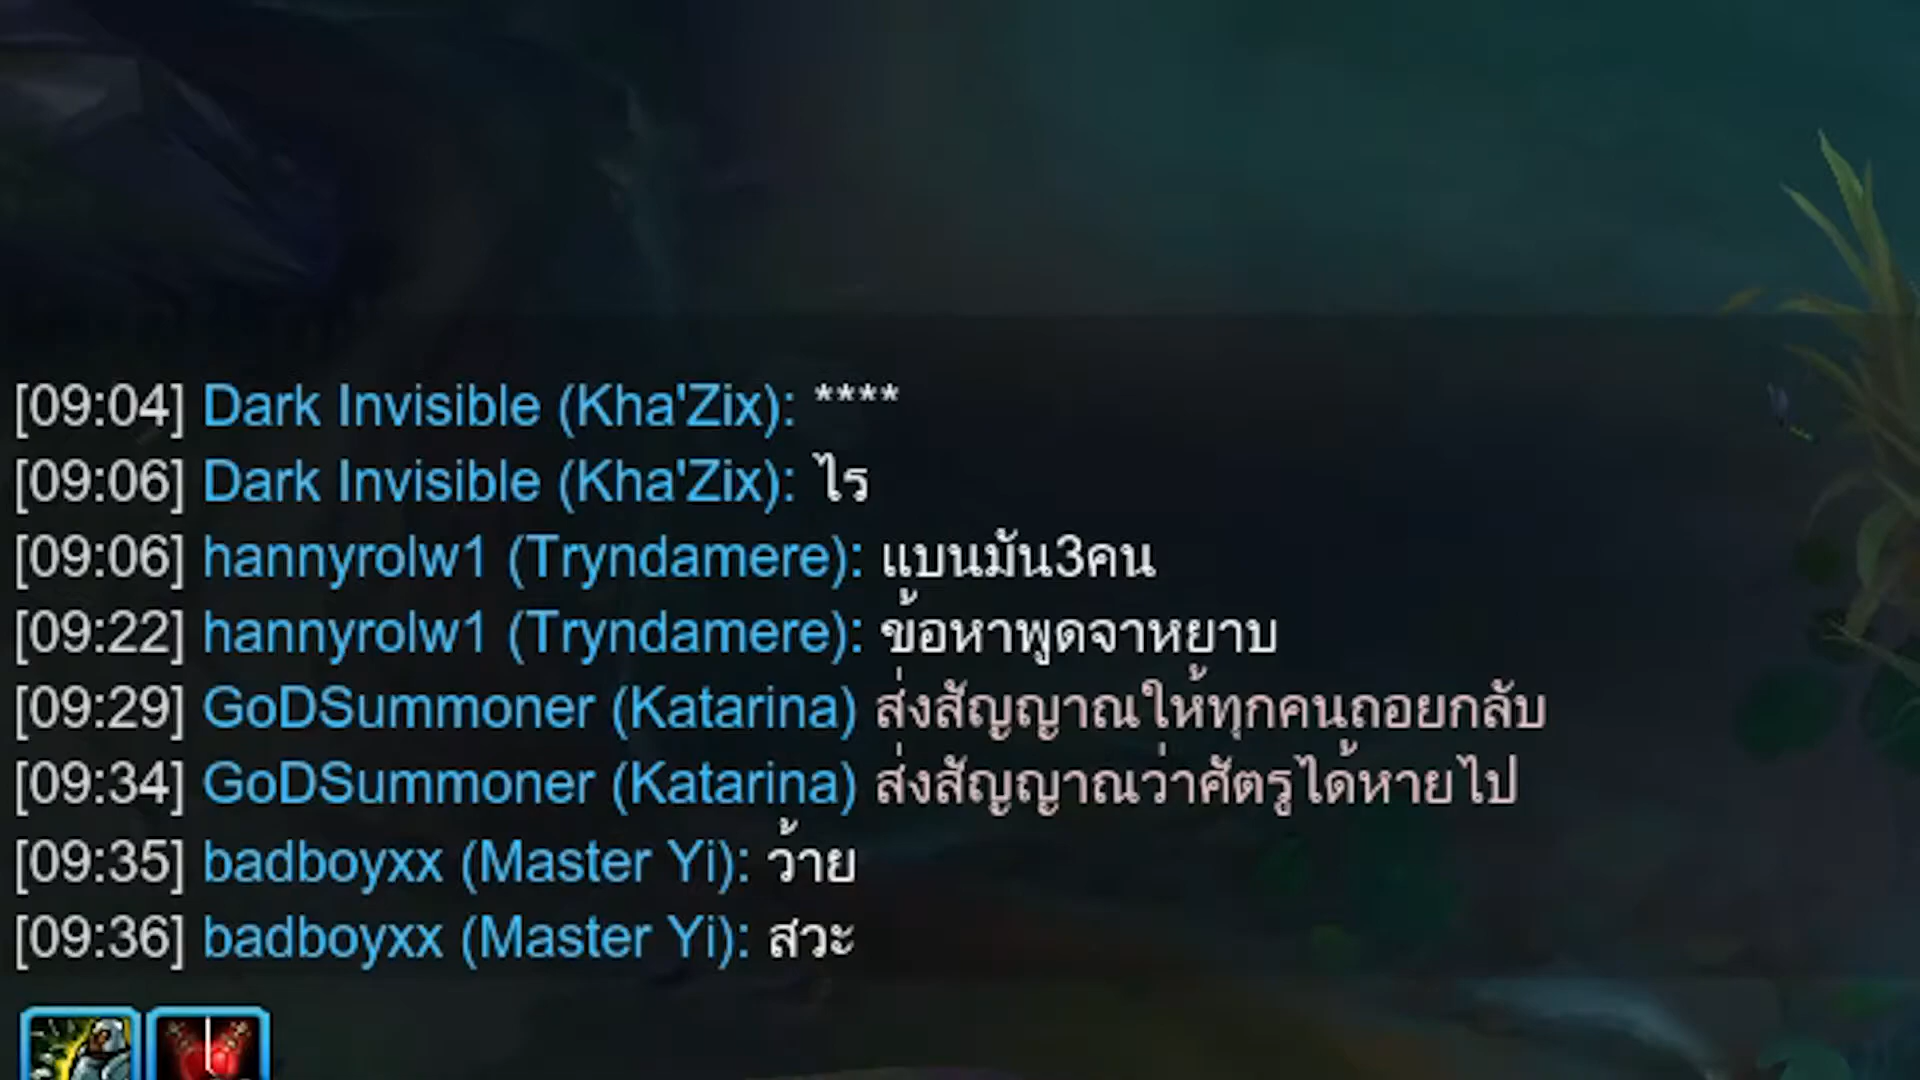 [09:04] Dark Invisible (Kha'Zix): ****
[09:06] Dark Invisible (Kha'Zix): ไร
[09:06] hannyrolw1 (Tryndamere): แบนมัน3คน
[09:22] hannyrolw1 (Tryndamere): ข้อหาพูดจาหยาบ
[09:29] GoDSummoner (Katarina) ส่งสัญญาณให้ทุกคนถอยกลับ
[09:34] GoDSummoner (Katarina) ส่งสัญญาณว่าศัตรูได้หายไป
[09:35] badboyxx (Master Yi): ว้าย
[09:36] badboyxx (Master Yi): สวะ